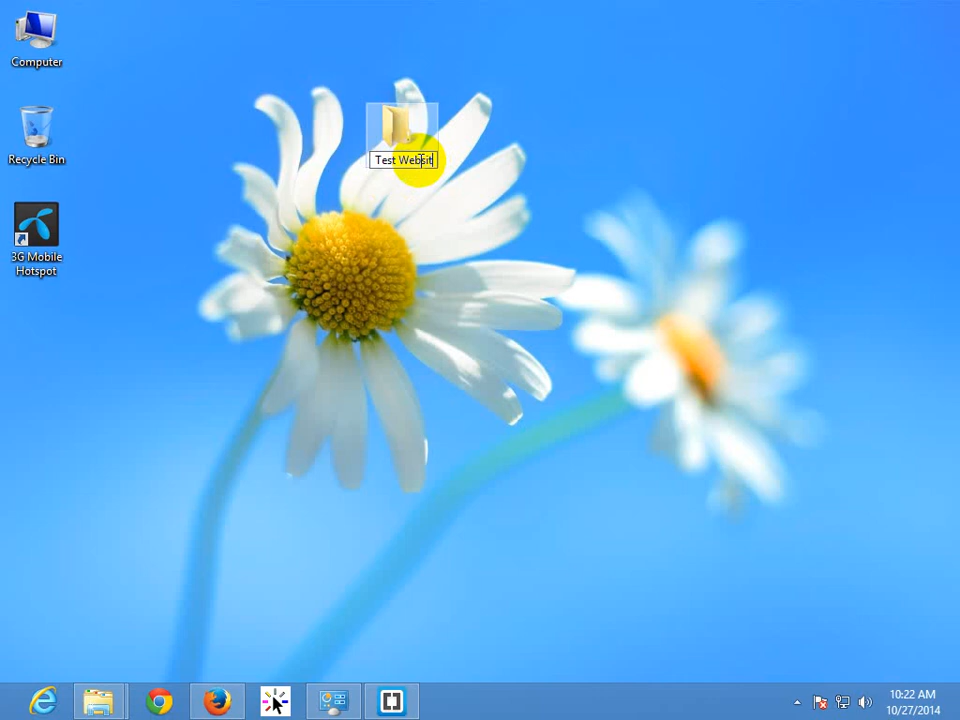 Computer
Recycle Bin
3G Mobile
Hotspot
Test Websit
10:22 AM
10/27/2014